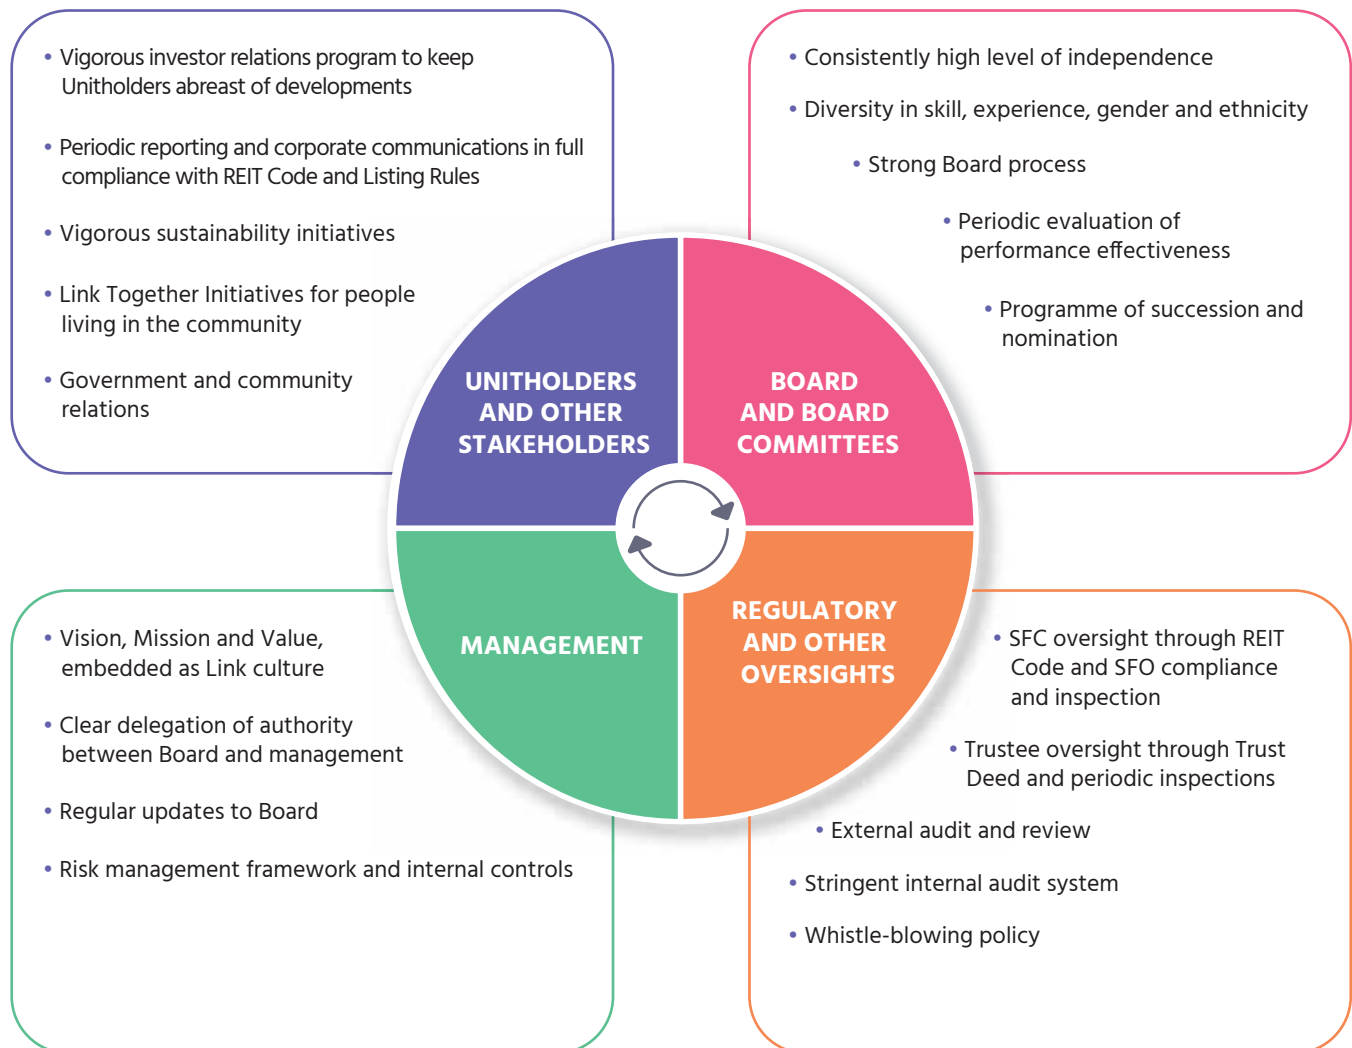 • Vigorous investor relations program to keep
Unitholders abreast of developments
• Periodic reporting and corporate communications in full
compliance with REIT Code and Listing Rules
• Vigorous sustainability initiatives
• Link Together Initiatives for people
living in the community
• Government and community
relations
• Consistently high level of independence
• Diversity in skill, experience, gender and ethnicity
• Strong Board process
• Periodic evaluation of
performance effectiveness
• Programme of succession and
nomination
UNITHOLDERS
AND OTHER
STAKEHOLDERS
BOARD
AND BOARD
COMMITTEES
MANAGEMENT
REGULATORY
AND OTHER
OVERSIGHTS
• Vision, Mission and Value,
embedded as Link culture
• Clear delegation of authority
between Board and management
• Regular updates to Board
• Risk management framework and internal controls
• SFC oversight through REIT
Code and SFO compliance
and inspection
• Trustee oversight through Trust
Deed and periodic inspections
• External audit and review
• Stringent internal audit system
• Whistle-blowing policy